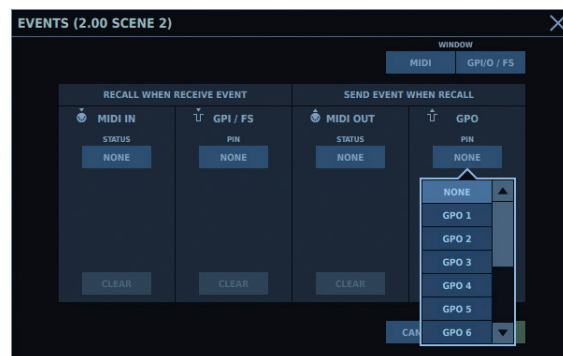 EVENTS (2.00 SCENE 2)
WINDOW
MIDI GPI/O / FS
RECALL WHEN RECEIVE EVENT SEND EVENT WHEN RECALL
MIDI IN GPI / FS MIDI OUT GPO
STATUS PIN STATUS PIN
NONE NONE NONE NONE
NONE
GPO 1
GPO 2
GPO 3
GPO 4
GPO 5
GPO 6
CLEAR CLEAR CLEAR
CAN